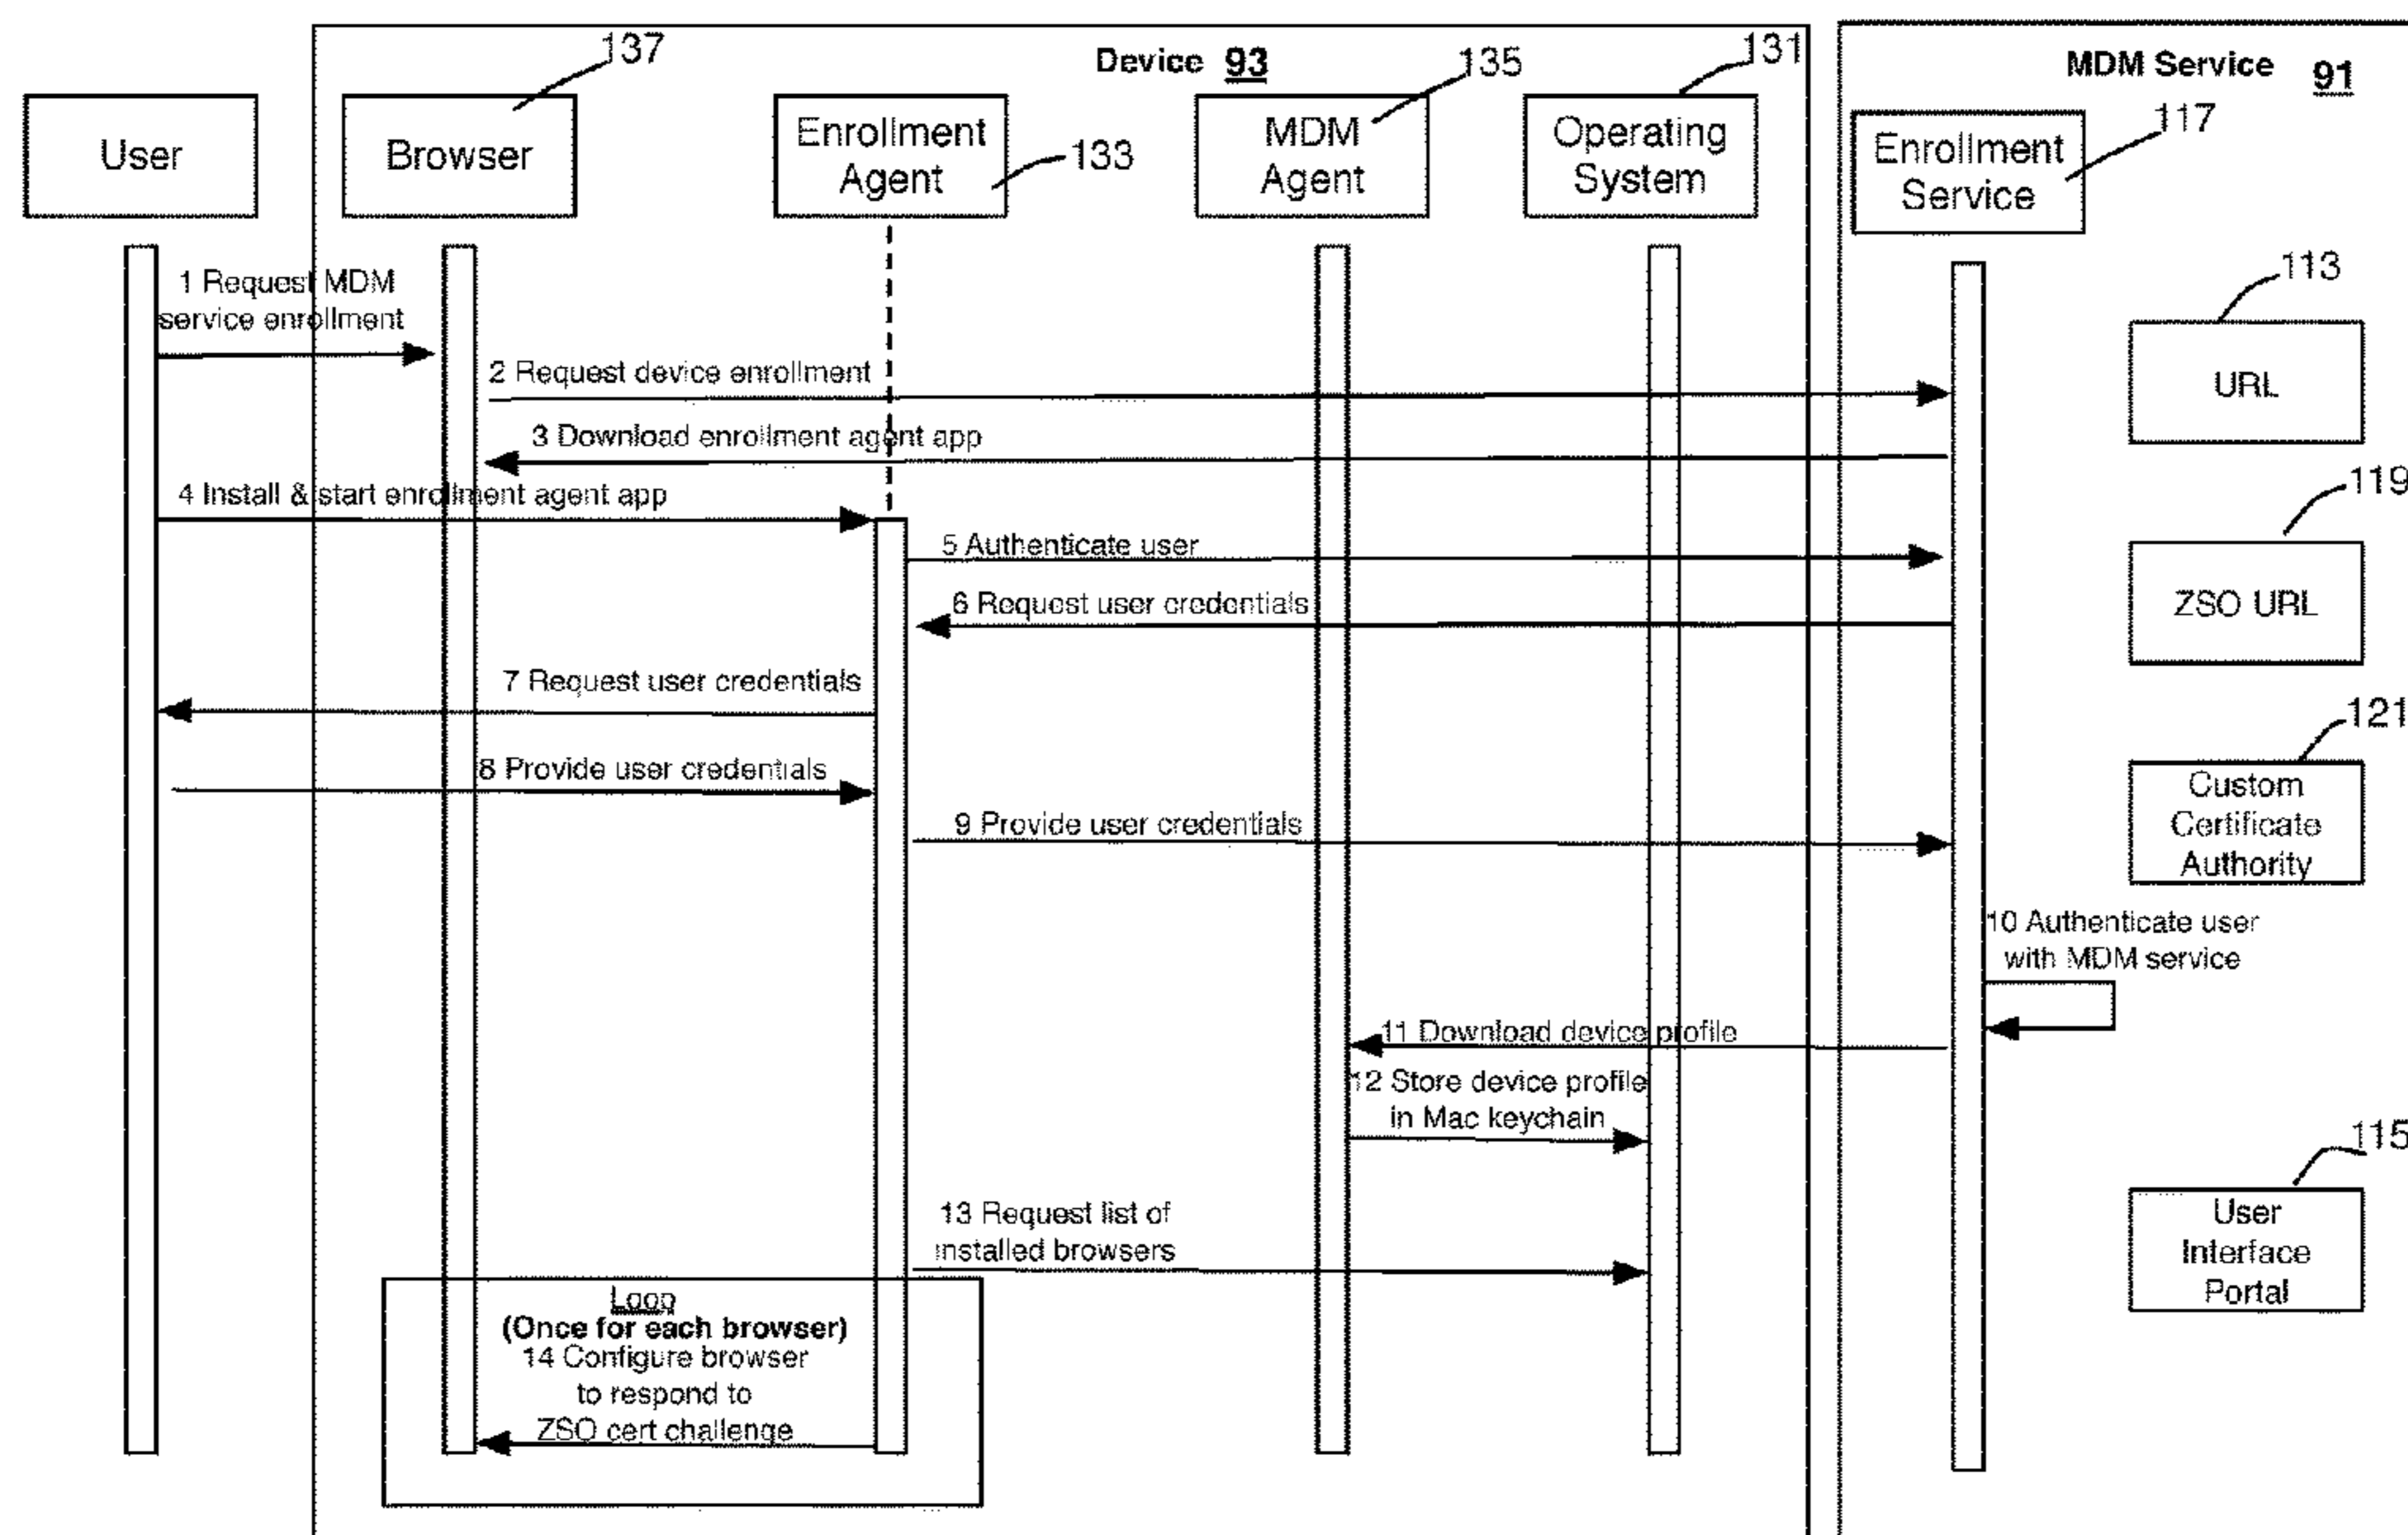 Device 93
MDM Service 91
137
135
131
117
133
User
Browser
Enrollment
Agent
MDM
Agent
Operating
System
Enrollment
Service
113
URL
119
ZSO URL
121
Custom
Certificate
Authority
115
User
Interface
Portal
1 Request MDM
service enrollment
2 Request device enrollment
3 Download enrollment agent app
4 Install & start enrollment agent app
5 Authenticate user
6 Request user credentials
7 Request user credentials
8 Provide user credentials
9 Provide user credentials
10 Authenticate user
with MDM service
11 Download device profile
12 Store device profile
in Mac keychain
13 Request list of
installed browsers
Loop
(Once for each browser)
14 Configure browser
to respond to
ZSO cert challenge